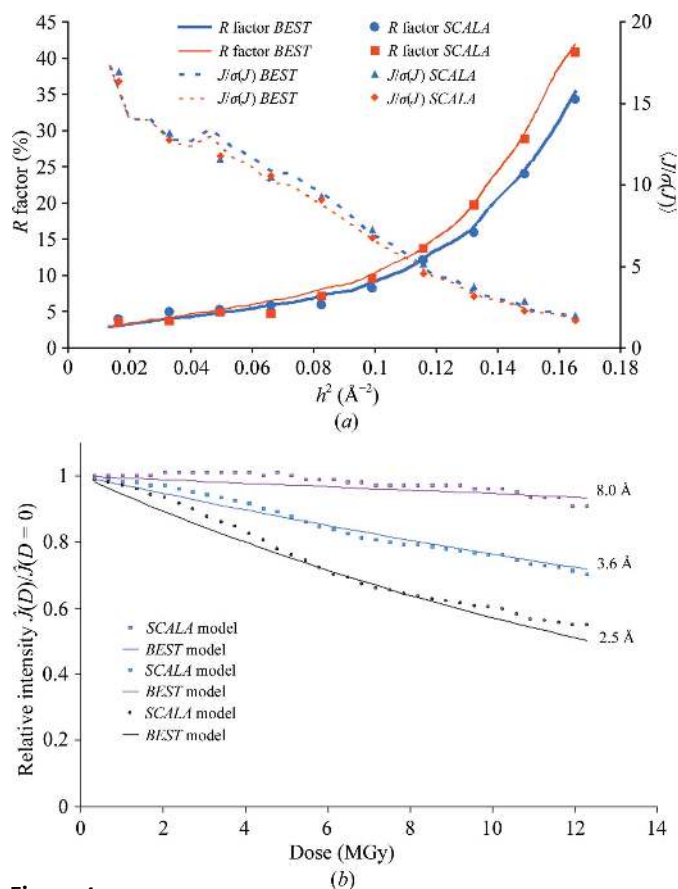 45
40
35
30
25
20
15
10
5
0
R factor (%)
R factor BEST
R factor BEST
J/σ(J) BEST
J/σ(J) BEST
R factor SCALA
R factor SCALA
J/σ(J) SCALA
J/σ(J) SCALA
20
15
10
5
0
⟨J/σ(J)⟩
0 0.02 0.04 0.06 0.08 0.1 0.12 0.14 0.16 0.18
h² (Å⁻²)
(a)
1
0.8
0.6
0.4
0.2
0
Relative intensity Ĵ(D)/Ĵ(D = 0)
8.0 Å
3.6 Å
2.5 Å
SCALA model
BEST model
SCALA model
BEST model
SCALA model
BEST model
0 2 4 6 8 10 12 14
Dose (MGy)
(b)